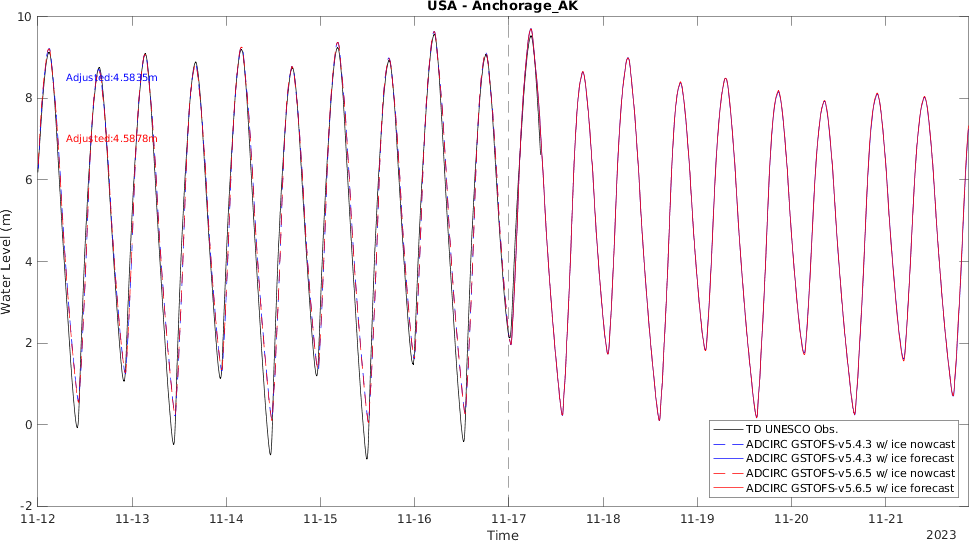 USA - Anchorage_AK
10
8
6
4
2
0
-2
Water Level (m)
Adjusted:4.5835m
Adjusted:4.5878m
TD UNESCO Obs.
ADCIRC GSTOFS-v5.4.3 w/ ice nowcast
ADCIRC GSTOFS-v5.4.3 w/ ice forecast
ADCIRC GSTOFS-v5.6.5 w/ ice nowcast
ADCIRC GSTOFS-v5.6.5 w/ ice forecast
11-12 11-13 11-14 11-15 11-16 11-17 11-18 11-19 11-20 11-21
Time
2023